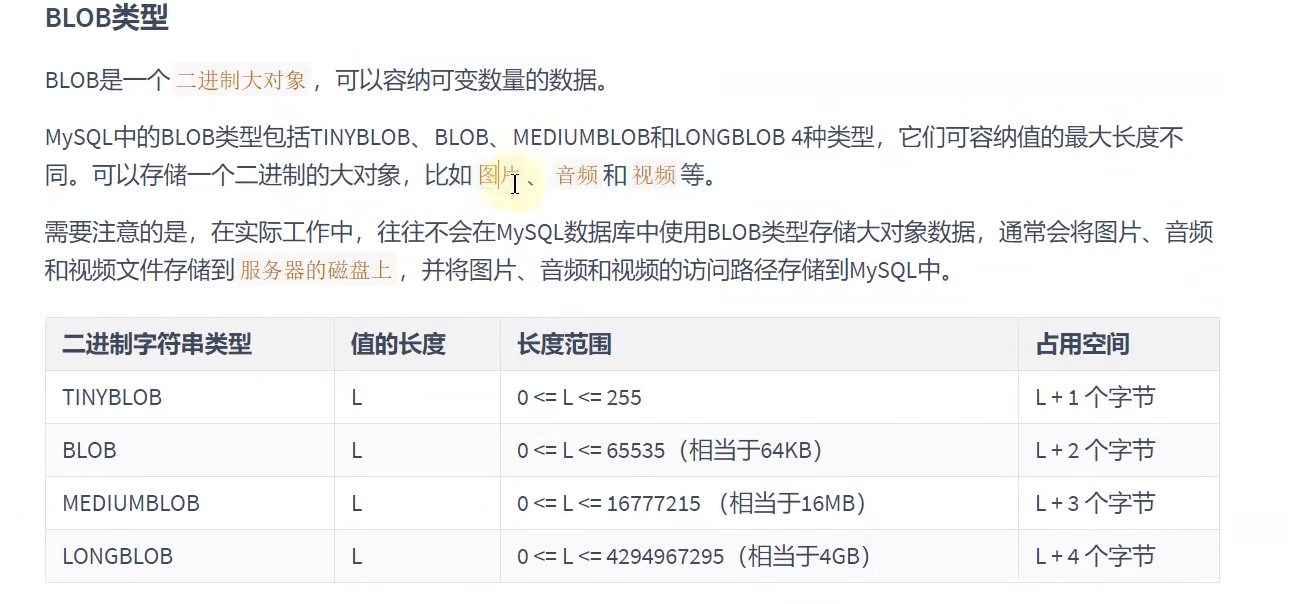 BLOB类型
BLOB是一个 二进制大对象 ，可以容纳可变数量的数据。
MySQL中的BLOB类型包括TINYBLOB、BLOB、MEDIUMBLOB和LONGBLOB 4种类型，它们可容纳值的最大长度不
同。可以存储一个二进制的大对象，比如 图片 、 音频 和 视频 等。
需要注意的是，在实际工作中，往往不会在MySQL数据库中使用BLOB类型存储大对象数据，通常会将图片、音频
和视频文件存储到 服务器的磁盘上 ，并将图片、音频和视频的访问路径存储到MySQL中。
二进制字符串类型 值的长度 长度范围 占用空间
TINYBLOB L 0 <= L <= 255 L + 1 个字节
BLOB L 0 <= L <= 65535（相当于64KB） L + 2 个字节
MEDIUMBLOB L 0 <= L <= 16777215 （相当于16MB） L + 3 个字节
LONGBLOB L 0 <= L <= 4294967295（相当于4GB） L + 4 个字节